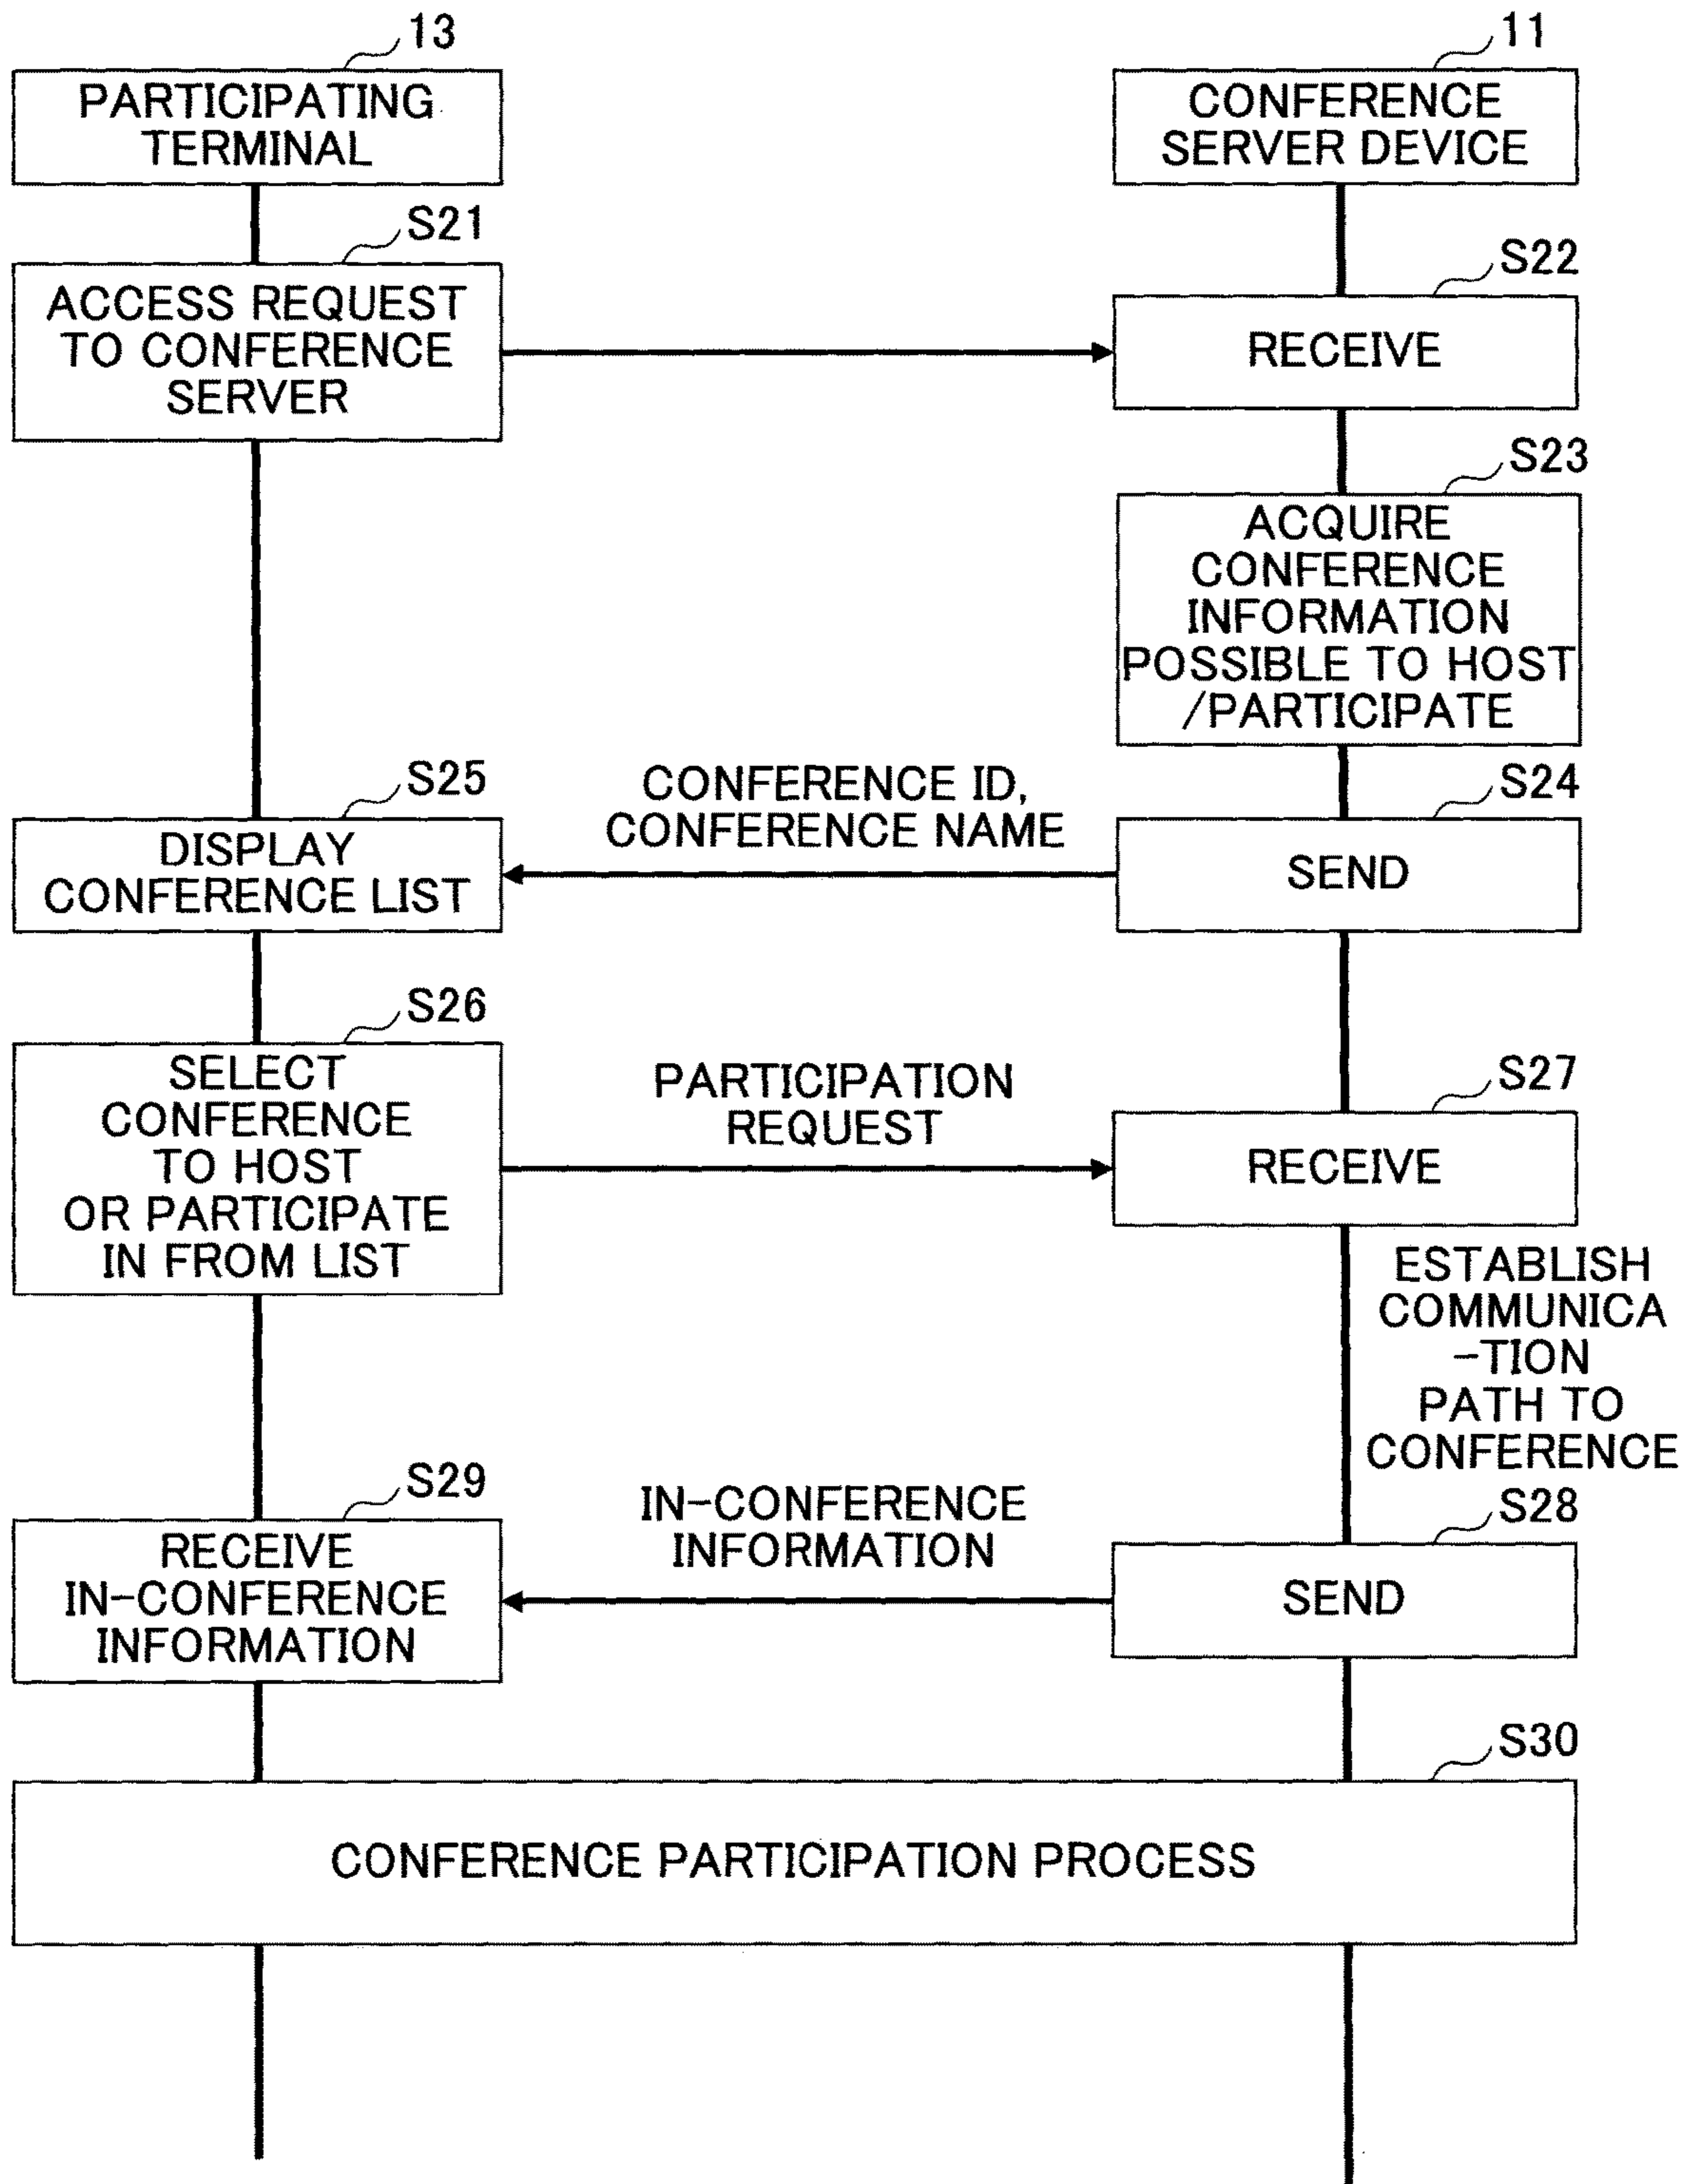 13
PARTICIPATING
TERMINAL
11
CONFERENCE
SERVER DEVICE
S21
ACCESS REQUEST
TO CONFERENCE
SERVER
S22
RECEIVE
S23
ACQUIRE
CONFERENCE
INFORMATION
POSSIBLE TO HOST
/PARTICIPATE
S25
DISPLAY
CONFERENCE LIST
CONFERENCE ID,
CONFERENCE NAME
S24
SEND
S26
SELECT
CONFERENCE
TO HOST
OR PARTICIPATE
IN FROM LIST
PARTICIPATION
REQUEST
S27
RECEIVE
ESTABLISH
COMMUNICA
-TION
PATH TO
CONFERENCE
S29
RECEIVE
IN-CONFERENCE
INFORMATION
IN-CONFERENCE
INFORMATION
S28
SEND
S30
CONFERENCE PARTICIPATION PROCESS